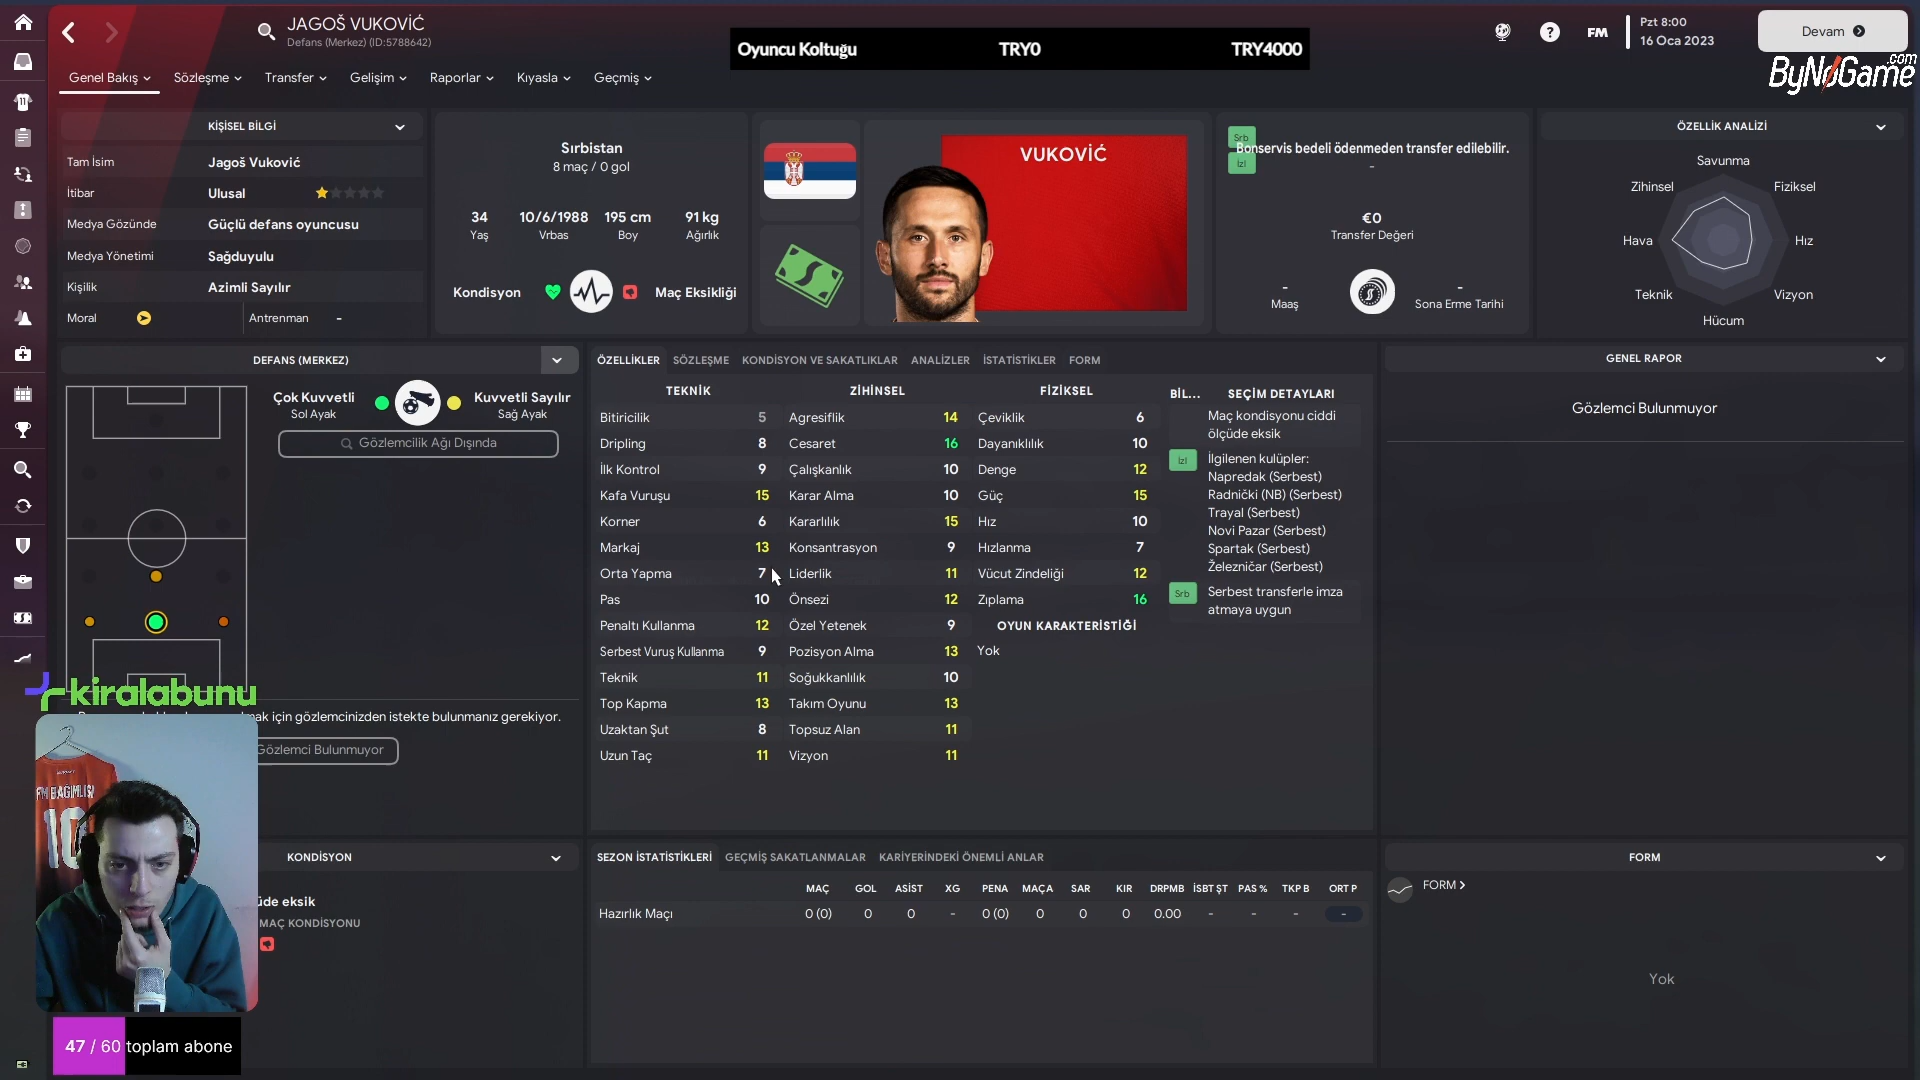 JAGOŠ VUKOVIĆ
Defans (Merkez) (ID:5788642)
Oyuncu Koltuğu TRY0 TRY4000
FM
Pzt 8:00
16 Oca 2023
Devam
ByNoGame.com
Genel Bakış Sözleşme Transfer Gelişim Raporlar Kıyasla Geçmiş
KİŞİSEL BİLGİ
Tam İsim Jagoš Vuković
İtibar Ulusal
Medya Gözünde Güçlü defans oyuncusu
Medya Yönetimi Sağduyulu
Kişilik Azimli Sayılır
Moral Antrenman -
Sırbistan
8 maç / 0 gol
34 10/6/1988 195 cm 91 kg
Yaş Vrbas Boy Ağırlık
Kondisyon Maç Eksikliği
VUKOVIĆ
Srb
Bonservis bedeli ödenmeden transfer edilebilir.
İzl
-
€0
Transfer Değeri
- -
Maaş Sona Erme Tarihi
ÖZELLİK ANALİZİ
Savunma
Zihinsel Fiziksel
Hava Hız
Teknik Vizyon
Hücum
DEFANS (MERKEZ)
Çok Kuvvetli Kuvvetli Sayılır
Sol Ayak Sağ Ayak
Gözlemcilik Ağı Dışında
ÖZELLİKLER SÖZLEŞME KONDİSYON VE SAKATLIKLAR ANALİZLER İSTATİSTİKLER FORM
TEKNİK ZİHİNSEL FİZİKSEL
Bitiricilik 5 Agresiflik 14 Çeviklik 6
Dripling 8 Cesaret 16 Dayanıklılık 10
İlk Kontrol 9 Çalışkanlık 10 Denge 12
Kafa Vuruşu 15 Karar Alma 10 Güç 15
Korner 6 Kararlılık 15 Hız 10
Markaj 13 Konsantrasyon 9 Hızlanma 7
Orta Yapma 7 Liderlik 11 Vücut Zindeliği 12
Pas 10 Önsezi 12 Zıplama 16
Penaltı Kullanma 12 Özel Yetenek 9 OYUN KARAKTERİSTİĞİ
Serbest Vuruş Kullanma 9 Pozisyon Alma 13 Yok
Teknik 11 Soğukkanlılık 10
Top Kapma 13 Takım Oyunu 13
Uzaktan Şut 8 Topsuz Alan 11
Uzun Taç 11 Vizyon 11
BİL... SEÇİM DETAYLARI
Maç kondisyonu ciddi
ölçüde eksik
İzl İlgilenen kulüpler:
Napredak (Serbest)
Radnički (NB) (Serbest)
Trayal (Serbest)
Novi Pazar (Serbest)
Spartak (Serbest)
Železničar (Serbest)
Srb Serbest transferle imza
atmaya uygun
GENEL RAPOR
Gözlemci Bulunmuyor
kiralabunu
mak için gözlemcinizden istekte bulunmanız gerekiyor.
Gözlemci Bulunmuyor
FM BAĞIMLISI
10
KONDİSYON
üde eksik
MAÇ KONDİSYONU
47 / 60 toplam abone
SEZON İSTATİSTİKLERİ GEÇMİŞ SAKATLANMALAR KARİYERİNDEKİ ÖNEMLİ ANLAR
MAÇ GOL ASİST XG PENA MAÇA SAR KIR DRPMB İSBT ŞT PAS % TKP B ORT P
Hazırlık Maçı 0 (0) 0 0 - 0 (0) 0 0 0 0.00 - - - -
FORM
FORM
Yok